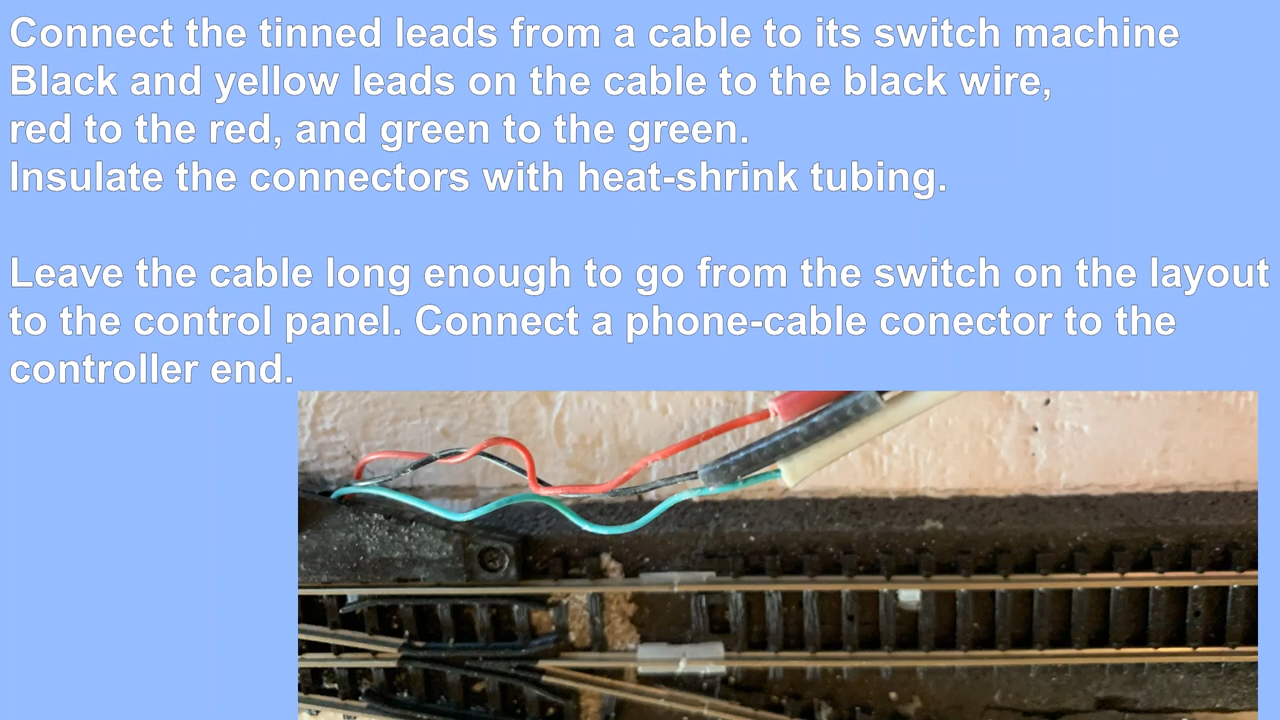 Connect the tinned leads from a cable to its switch machine
Black and yellow leads on the cable to the black wire,
red to the red, and green to the green.
Insulate the connectors with heat-shrink tubing.
Leave the cable long enough to go from the switch on the layout
to the control panel. Connect a phone-cable conector to the
controller end.